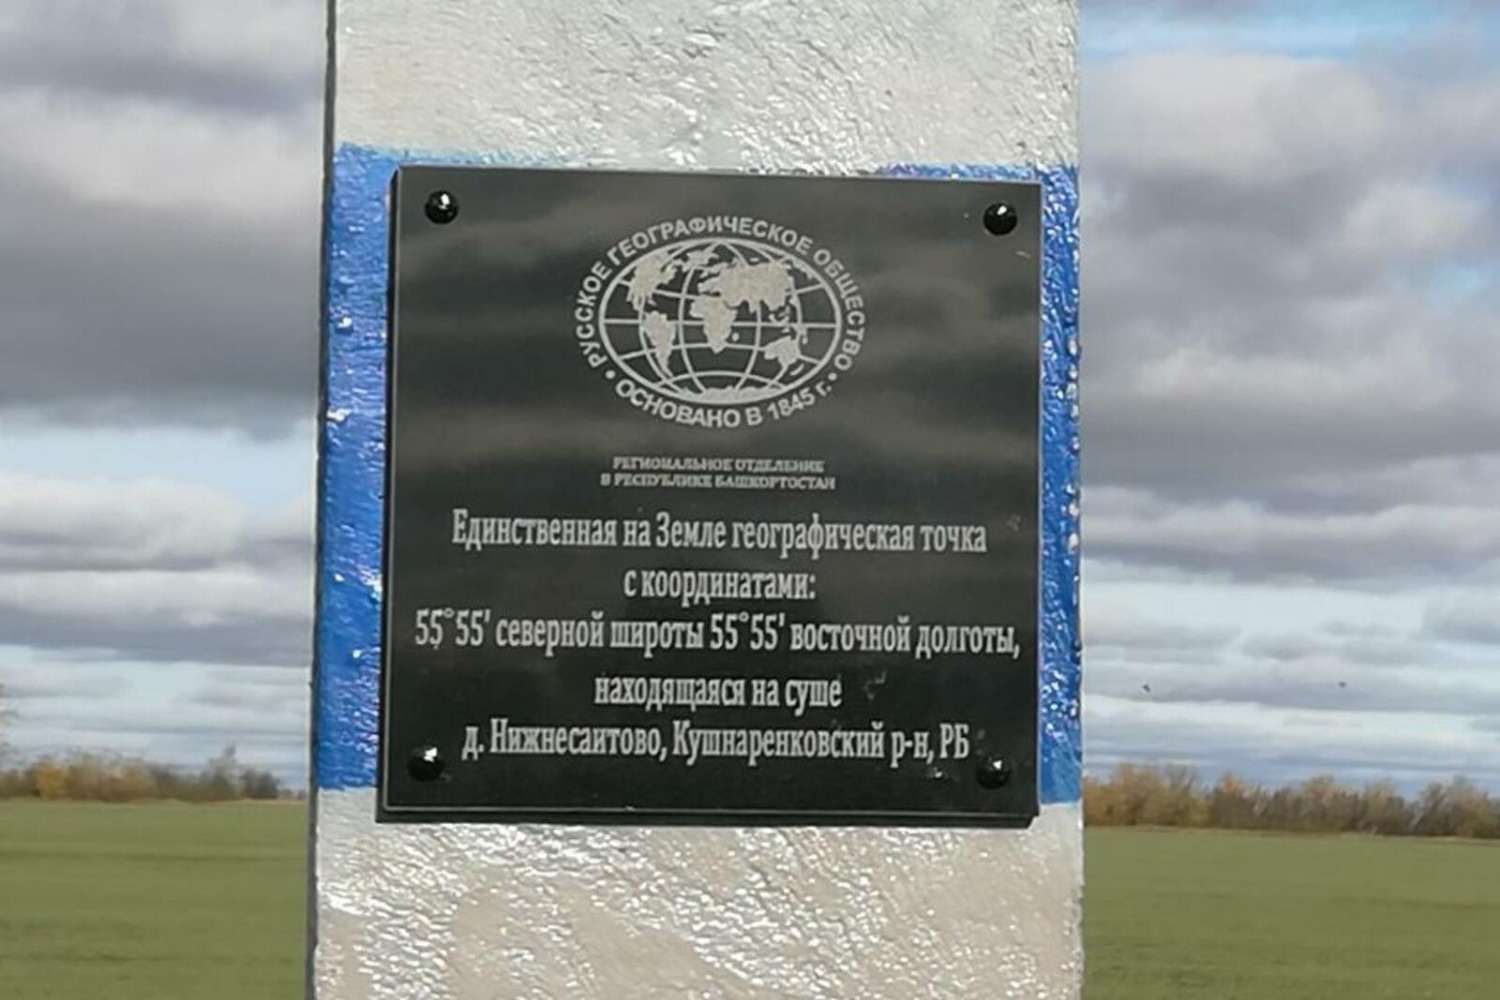 РУССКОЕ ГЕОГРАФИЧЕСКОЕ ОБЩЕСТВО
• ОСНОВАНО В 1845 г. •
РЕГИОНАЛЬНОЕ ОТДЕЛЕНИЕ
В РЕСПУБЛИКЕ БАШКОРТОСТАН
Единственная на Земле географическая точка
с координатами:
55°55' северной широты 55°55' восточной долготы,
находящаяся на суше
д. Нижнесаитово, Кушнаренковский р-н, РБ